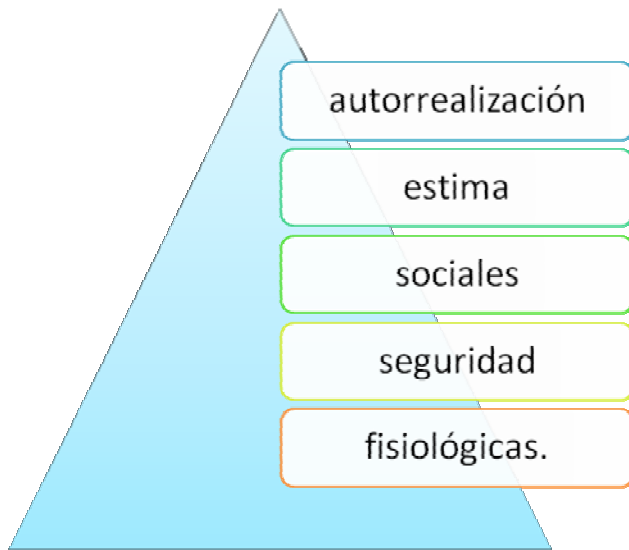 autorrealización
estima
sociales
seguridad
fisiológicas.